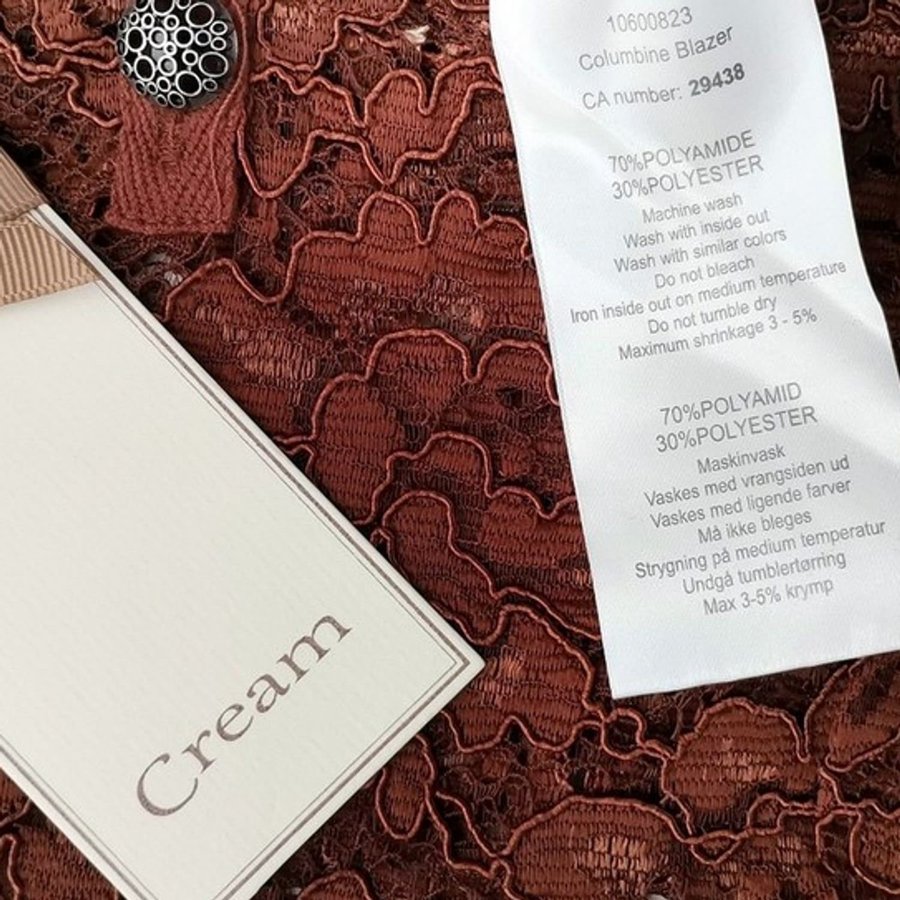 10600823
Columbine Blazer
CA number: 29438
70%POLYAMIDE
30%POLYESTER
Machine wash
Wash with inside out
Wash with similar colors
Do not bleach
Iron inside out on medium temperature
Do not tumble dry
Maximum shrinkage 3 - 5%
70%POLYAMID
30%POLYESTER
Maskinvask
Vaskes med vrangsiden ud
Vaskes med ligende farver
Må ikke bleges
Strygning på medium temperatur
Undgå tumblertørring
Max 3-5% krymp
Cream